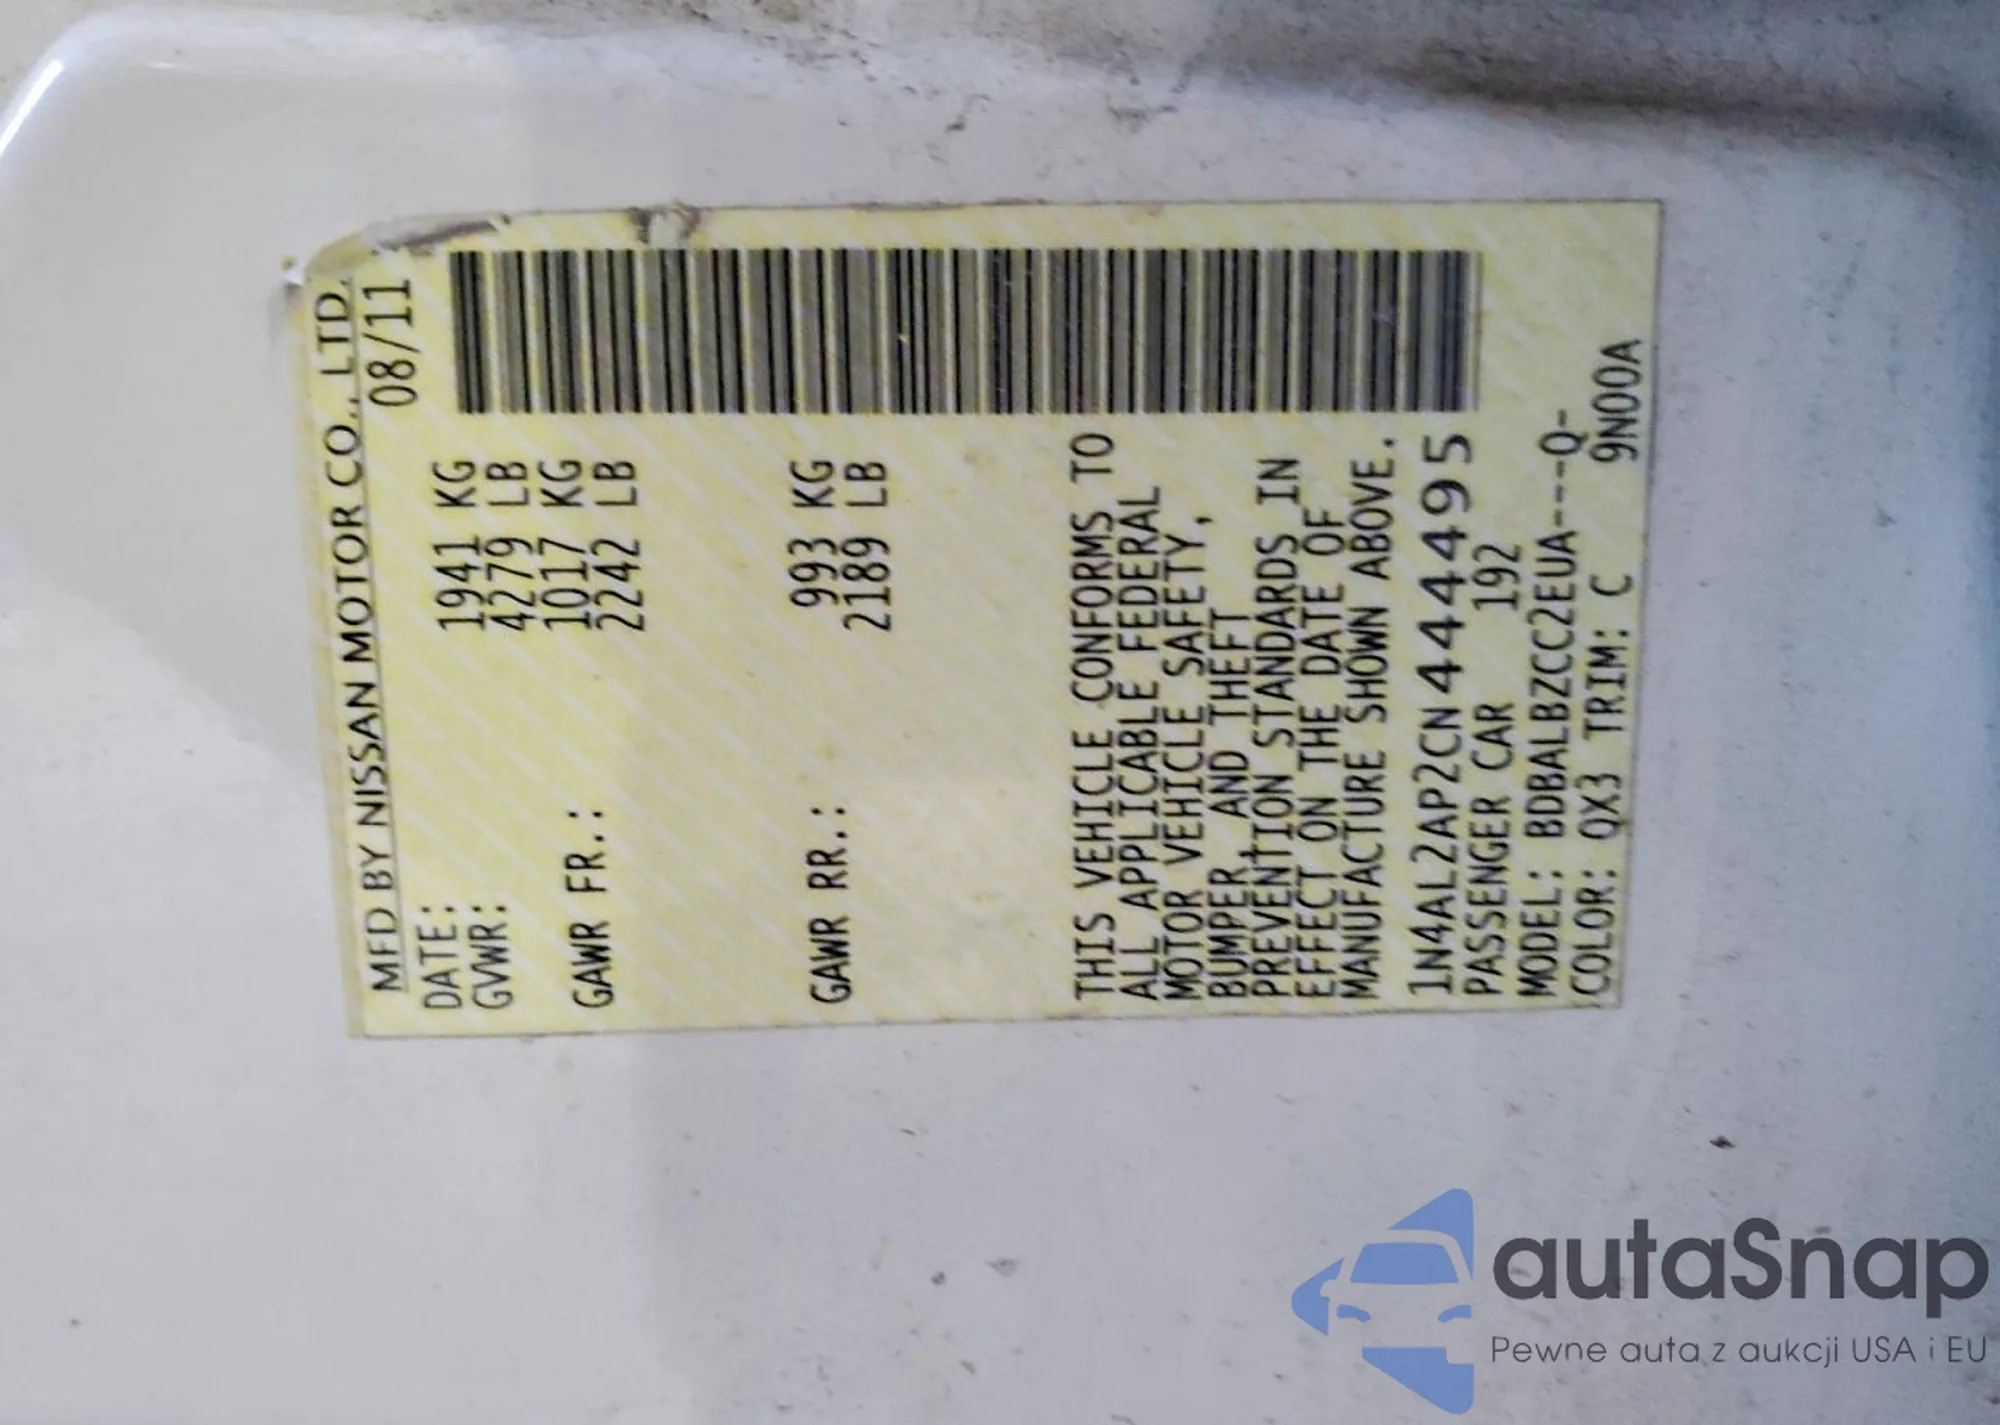 MFD BY NISSAN MOTOR CO., LTD.
DATE: 08/11
GVWR: 1941 KG
4279 LB
GAWR FR.: 1017 KG
2242 LB
GAWR RR.: 993 KG
2189 LB
THIS VEHICLE CONFORMS TO
ALL APPLICABLE FEDERAL
MOTOR VEHICLE SAFETY,
BUMPER, AND THEFT
PREVENTION STANDARDS IN
EFFECT ON THE DATE OF
MANUFACTURE SHOWN ABOVE.
1N4AL2AP2CN444495
PASSENGER CAR 192
MODEL: BDBALBZCC2EUA---Q-
COLOR: QX3 TRIM: C 9N00A
autaSnap
Pewne auta z aukcji USA i EU